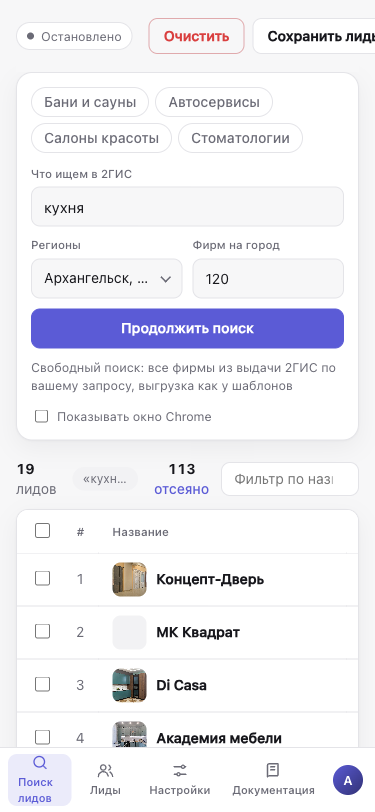 Остановлено
Очистить
Сохранить лиды
Бани и сауны
Автосервисы
Салоны красоты
Стоматологии
Что ищем в 2ГИС
кухня
Регионы
Фирм на город
Архангельск, ...
120
Продолжить поиск
Свободный поиск: все фирмы из выдачи 2ГИС по
вашему запросу, выгрузка как у шаблонов
Показывать окно Chrome
19
лидов
«кухн...
113
отсеяно
Фильтр по наз
# Название
1 Концепт-Дверь
2 МК Квадрат
3 Di Casa
4 Академия мебели
Поиск
лидов
Лиды
Настройки
Документация
A